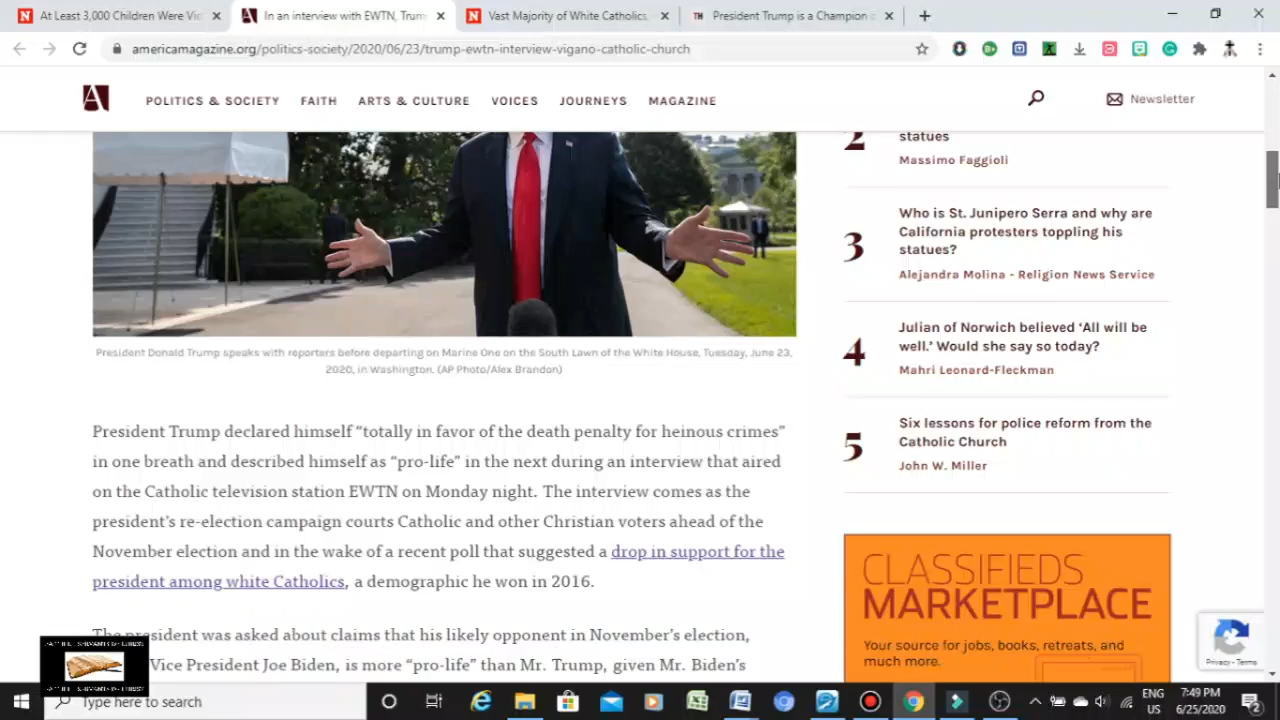 At Least 3,000 Children Were Vi
In an interview with EWTN, Trum
Vast Majority of White Catholics,
President Trump is a Champion o
americamagazine.org/politics-society/2020/06/23/trump-ewtn-interview-vigano-catholic-church
POLITICS & SOCIETY FAITH ARTS & CULTURE VOICES JOURNEYS MAGAZINE
Newsletter
2
statues
Massimo Faggioli
3
Who is St. Junipero Serra and why are
California protesters toppling his
statues?
Alejandra Molina - Religion News Service
4
Julian of Norwich believed ‘All will be
well.’ Would she say so today?
Mahri Leonard-Fleckman
5
Six lessons for police reform from the
Catholic Church
John W. Miller
President Donald Trump speaks with reporters before departing on Marine One on the South Lawn of the White House, Tuesday, June 23,
2020, in Washington. (AP Photo/Alex Brandon)
President Trump declared himself “totally in favor of the death penalty for heinous crimes”
in one breath and described himself as “pro-life” in the next during an interview that aired
on the Catholic television station EWTN on Monday night. The interview comes as the
president’s re-election campaign courts Catholic and other Christian voters ahead of the
November election and in the wake of a recent poll that suggested a drop in support for the
president among white Catholics, a demographic he won in 2016.
The president was asked about claims that his likely opponent in November’s election,
Vice President Joe Biden, is more “pro-life” than Mr. Trump, given Mr. Biden’s
CLASSIFIEDS
MARKETPLACE
Your source for jobs, books, retreats, and
much more.
Privacy - Terms
Type here to search
ENG
US
7:49 PM
6/25/2020
2